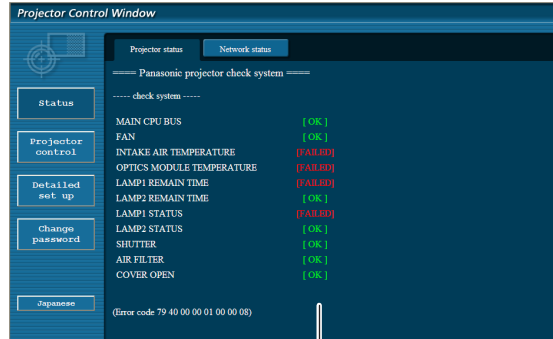 Projector Control Window
Projector status
Network status
==== Panasonic projector check system ====
----- check system -----
MAIN CPU BUS [ OK ]
FAN [ OK ]
INTAKE AIR TEMPERATURE [FAILED]
OPTICS MODULE TEMPERATURE [FAILED]
LAMP1 REMAIN TIME [FAILED]
LAMP2 REMAIN TIME [ OK ]
LAMP1 STATUS [FAILED]
LAMP2 STATUS [ OK ]
SHUTTER [ OK ]
AIR FILTER [ OK ]
COVER OPEN [ OK ]
(Error code 79 40 00 00 01 00 00 08)
Status
Projector
control
Detailed
set up
Change
password
Japanese